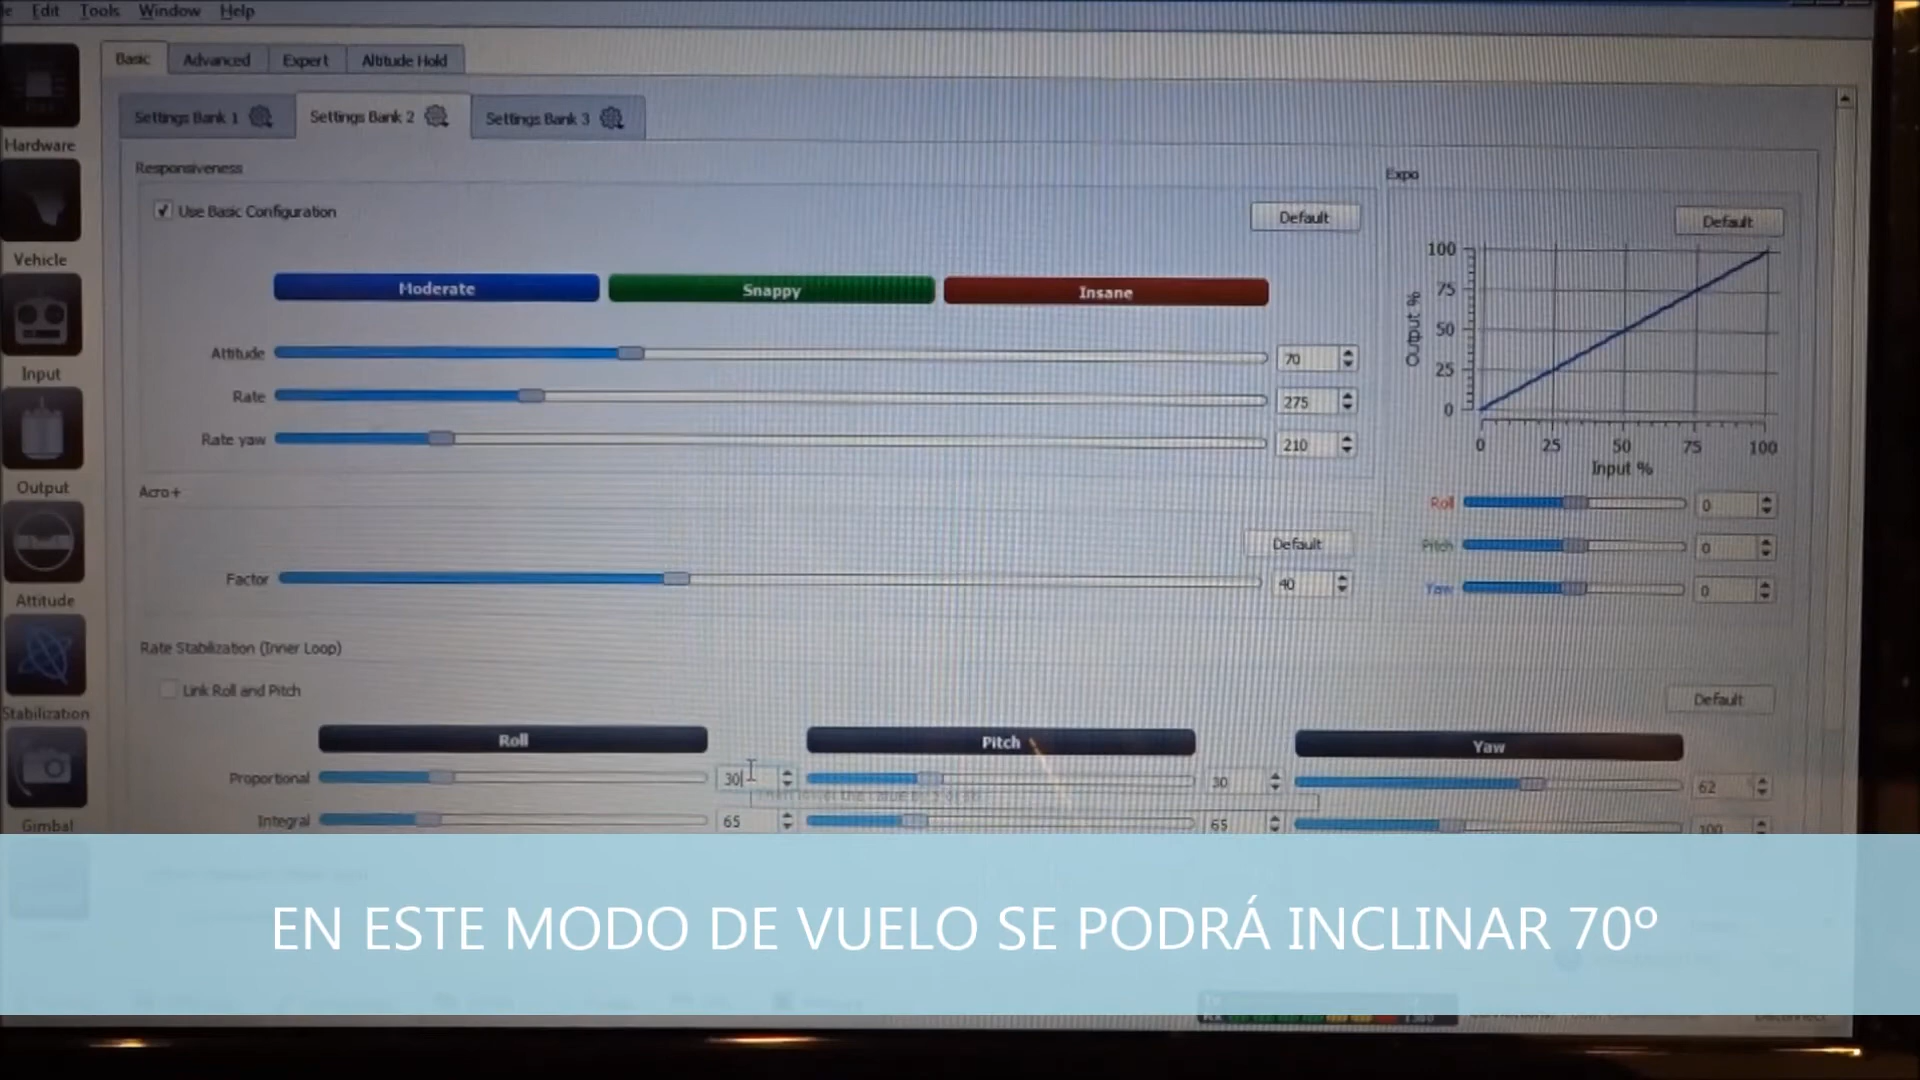 Edit Tools Window Help
Basic Advanced Expert Altitude Hold
Settings Bank 1 Settings Bank 2 Settings Bank 3
Hardware
Vehicle
Input
Output
Attitude
Stabilization
Gimbal
Responsiveness
Use Basic Configuration
Default
Moderate Snappy Insane
Attitude 70
Rate 275
Rate yaw 210
Acro+
Default
Factor 40
Expo
Default
100
75
50
25
0
Output %
0 25 50 75 100
Input %
Roll 0
Pitch 0
Yaw 0
Rate Stabilization (Inner Loop)
Link Roll and Pitch
Default
Roll Pitch Yaw
Proportional 30 30 62
Integral 65 65 100
EN ESTE MODO DE VUELO SE PODRÁ INCLINAR 70º